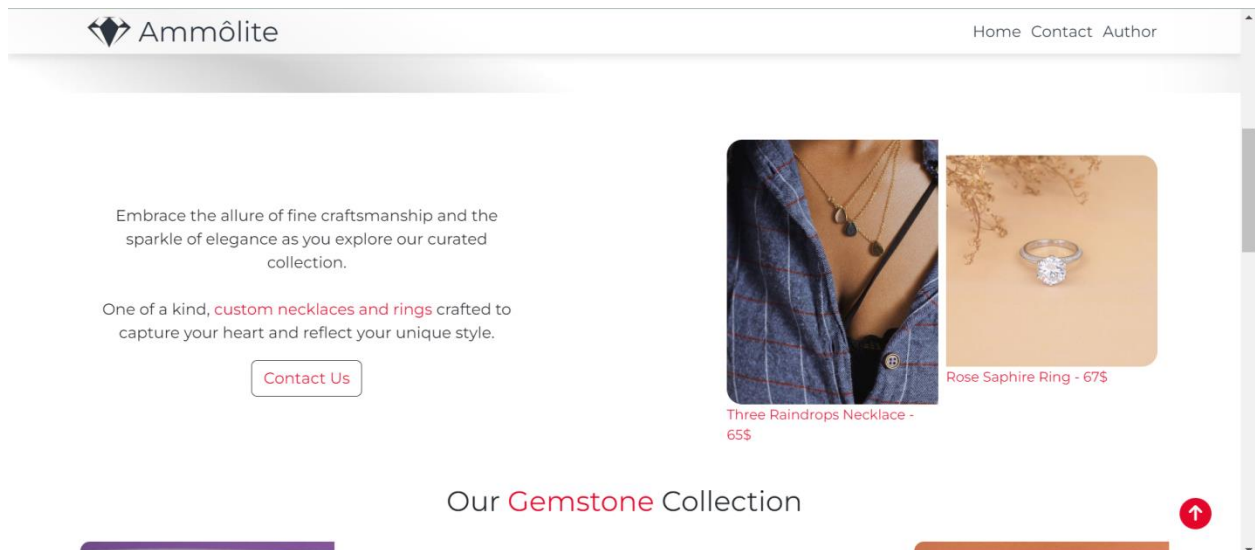 Ammôlite
Home Contact Author
Embrace the allure of fine craftsmanship and the
sparkle of elegance as you explore our curated
collection.
One of a kind, custom necklaces and rings crafted to
capture your heart and reflect your unique style.
Contact Us
Three Raindrops Necklace -
65$
Rose Saphire Ring - 67$
Our Gemstone Collection